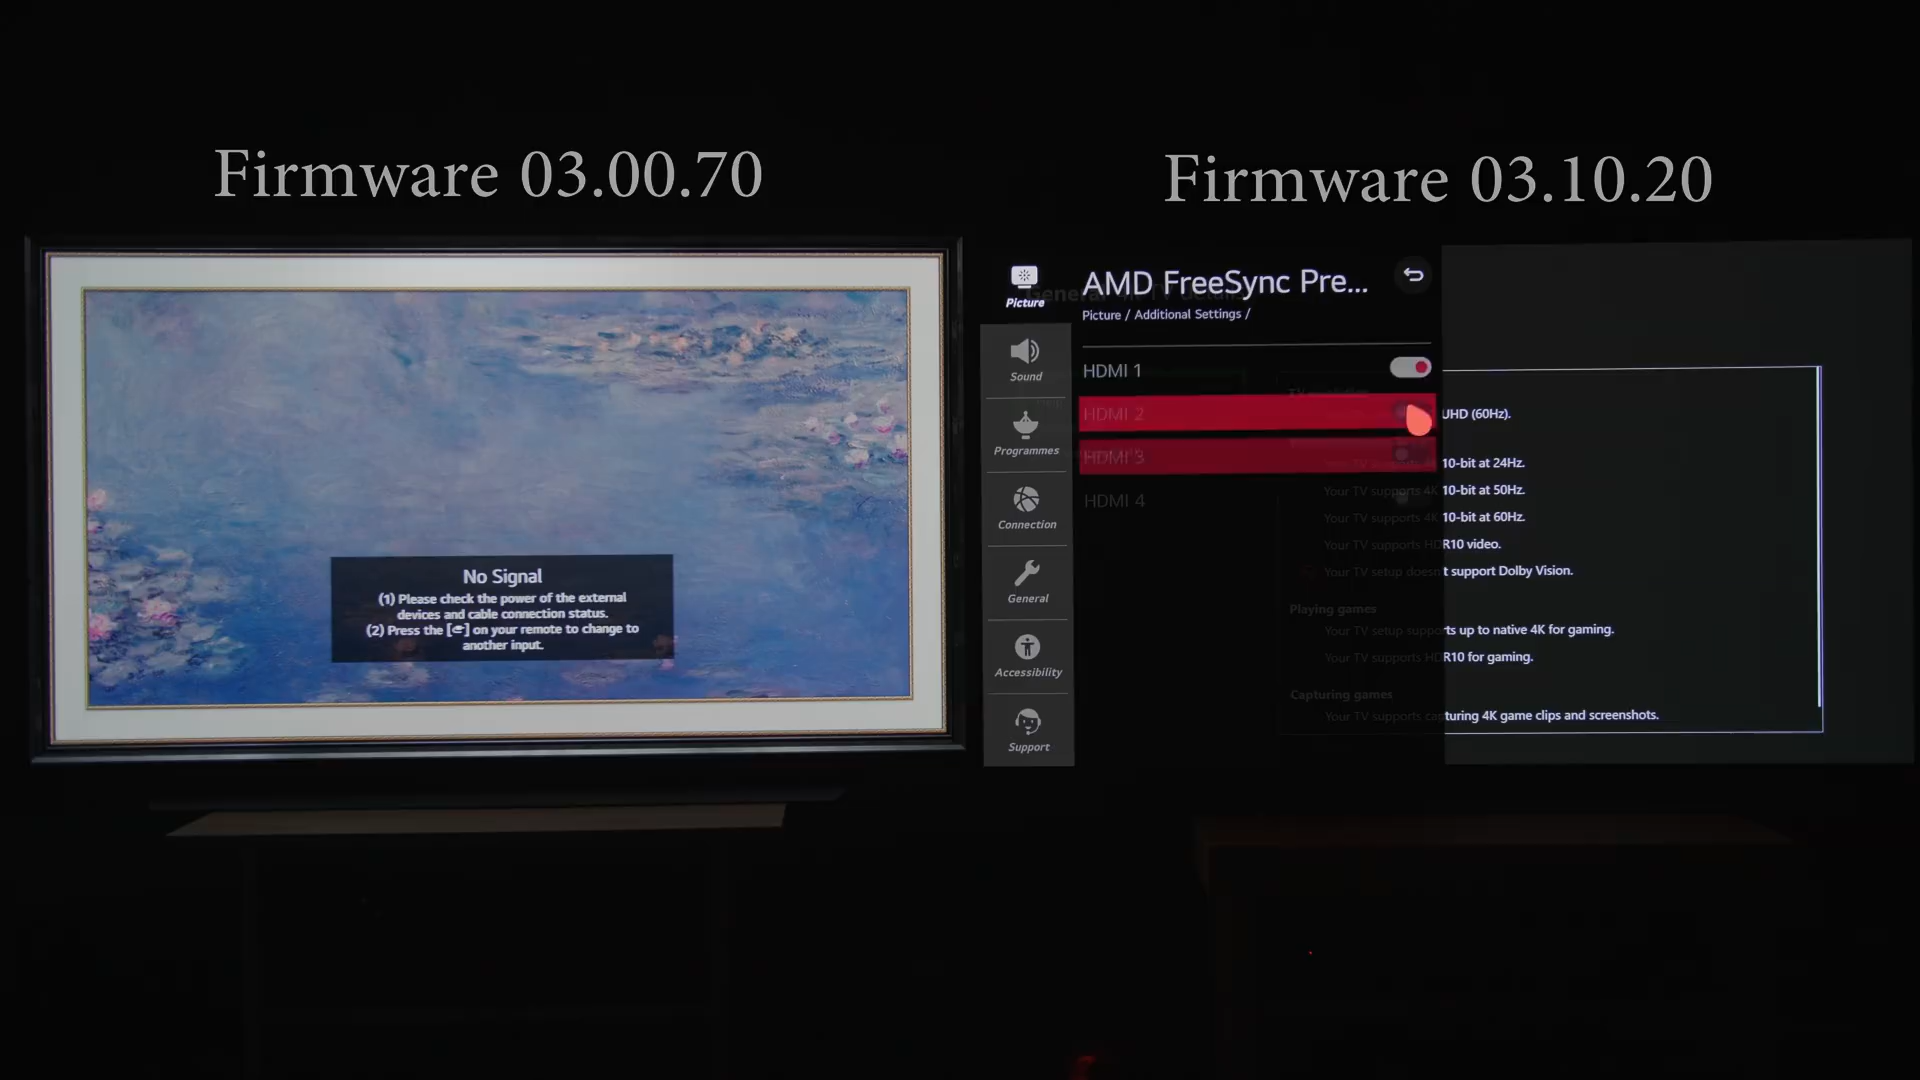 Firmware 03.00.70
No Signal
(1) Please check the power of the external
devices and cable connection status.
(2) Press the [ ] on your remote to change to
another input.
Firmware 03.10.20
Picture
Sound
Programmes
Connection
General
Accessibility
Support
AMD FreeSync Pre...
Picture / Additional Settings /
HDMI 1
HDMI 2
HDMI 3
HDMI 4
General 4K TV details
UHD (60Hz).
10-bit at 24Hz.
Your TV supports 4K 10-bit at 50Hz.
Your TV supports 4K 10-bit at 60Hz.
Your TV supports HDR10 video.
Your TV setup doesn't support Dolby Vision.
Playing games
Your TV setup supports up to native 4K for gaming.
Your TV supports HDR10 for gaming.
Capturing games
Your TV supports capturing 4K game clips and screenshots.